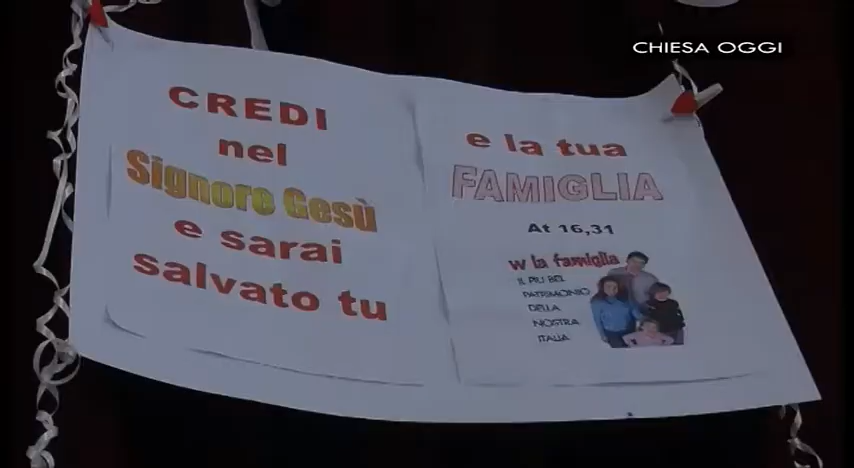 CHIESA OGGI
CREDI
nel
Signore Gesù
e sarai
salvato tu
e la tua
FAMIGLIA
At 16,31
W la famiglia
IL PIU BEL
PATRIMONIO
DELLA
NOSTRA
ITALIA